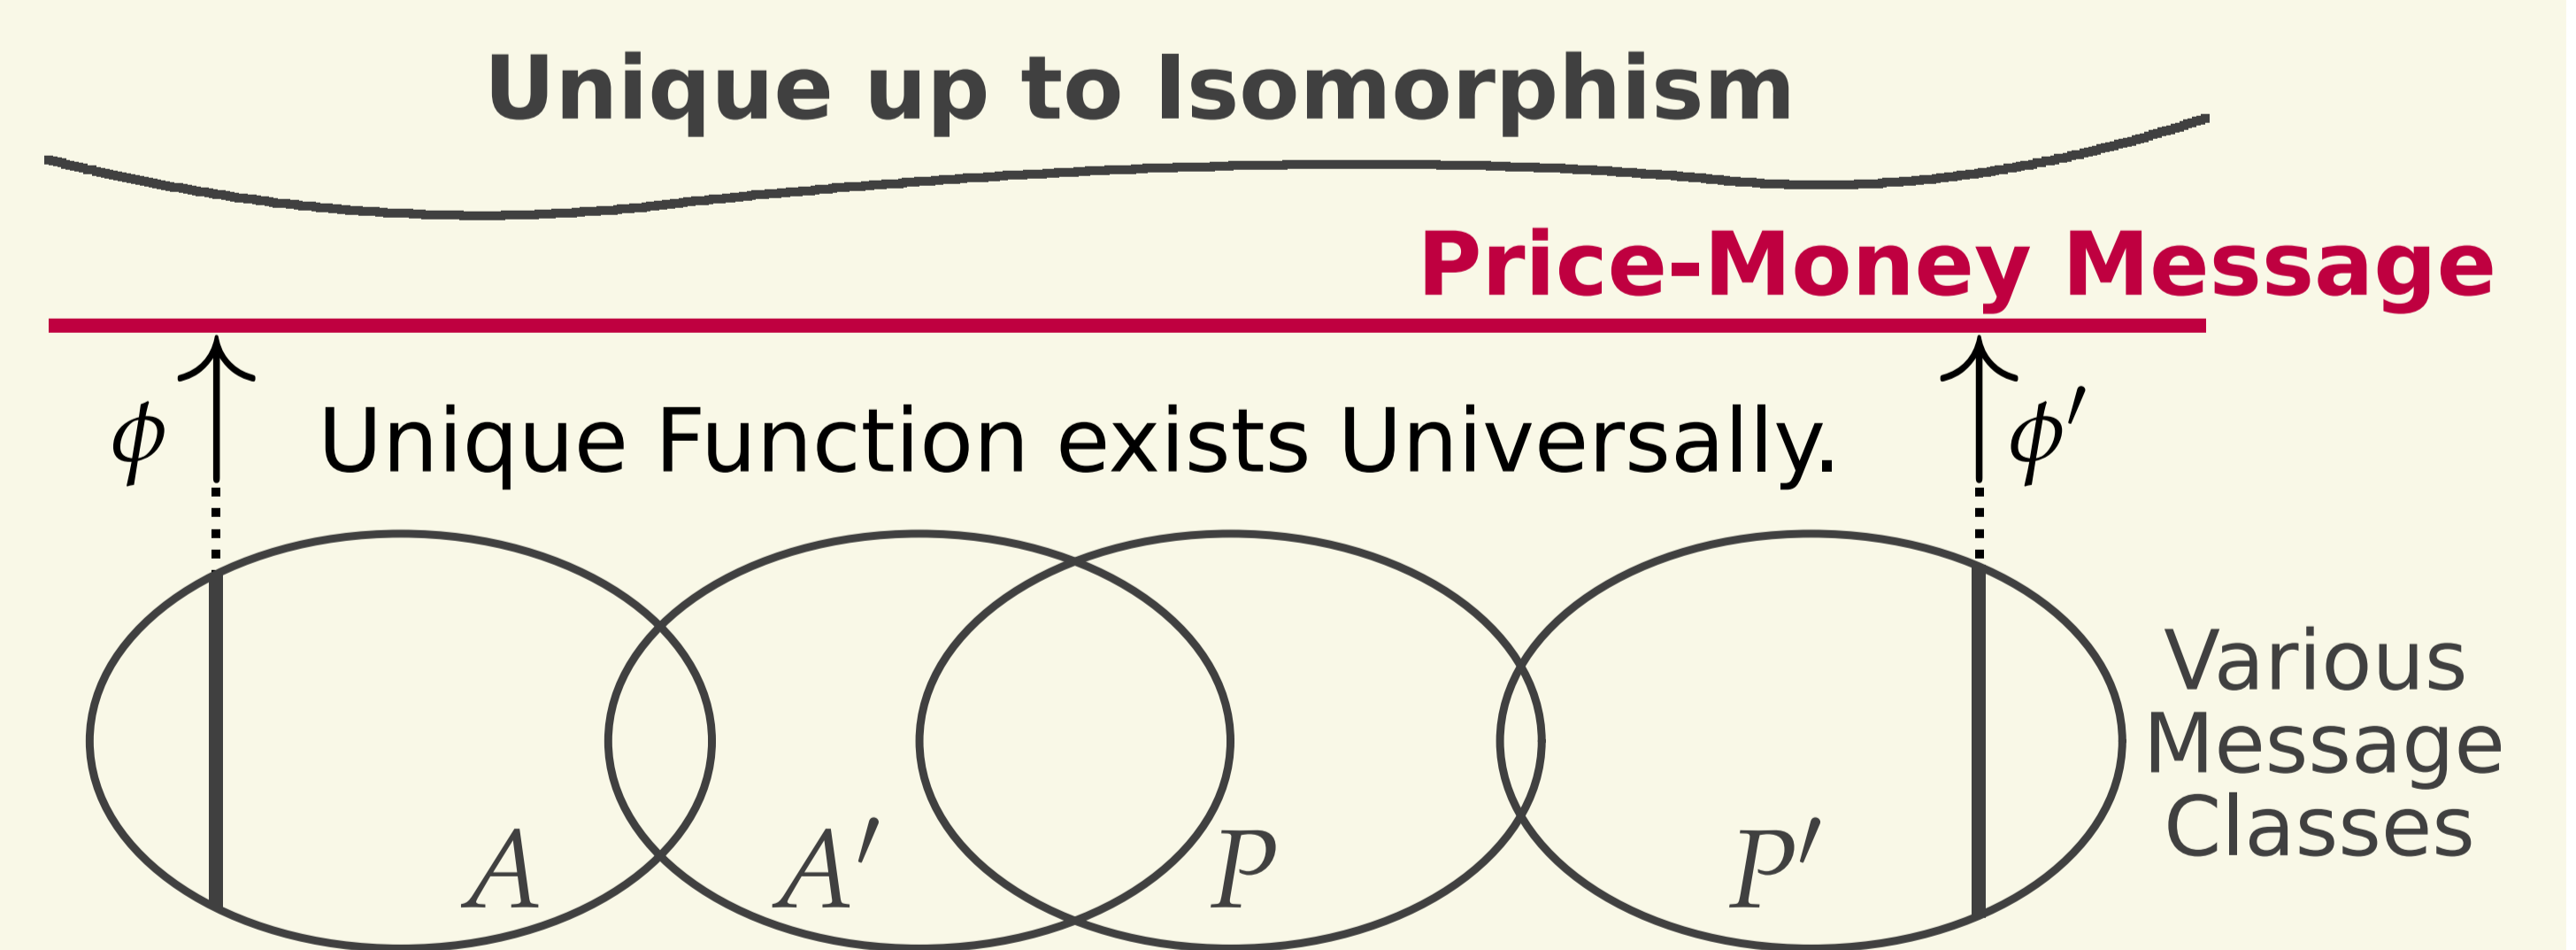 Unique up to Isomorphism
Price-Money Message
ϕ Unique Function exists Universally. ϕ′
Various
Message
Classes
A A′ P P′